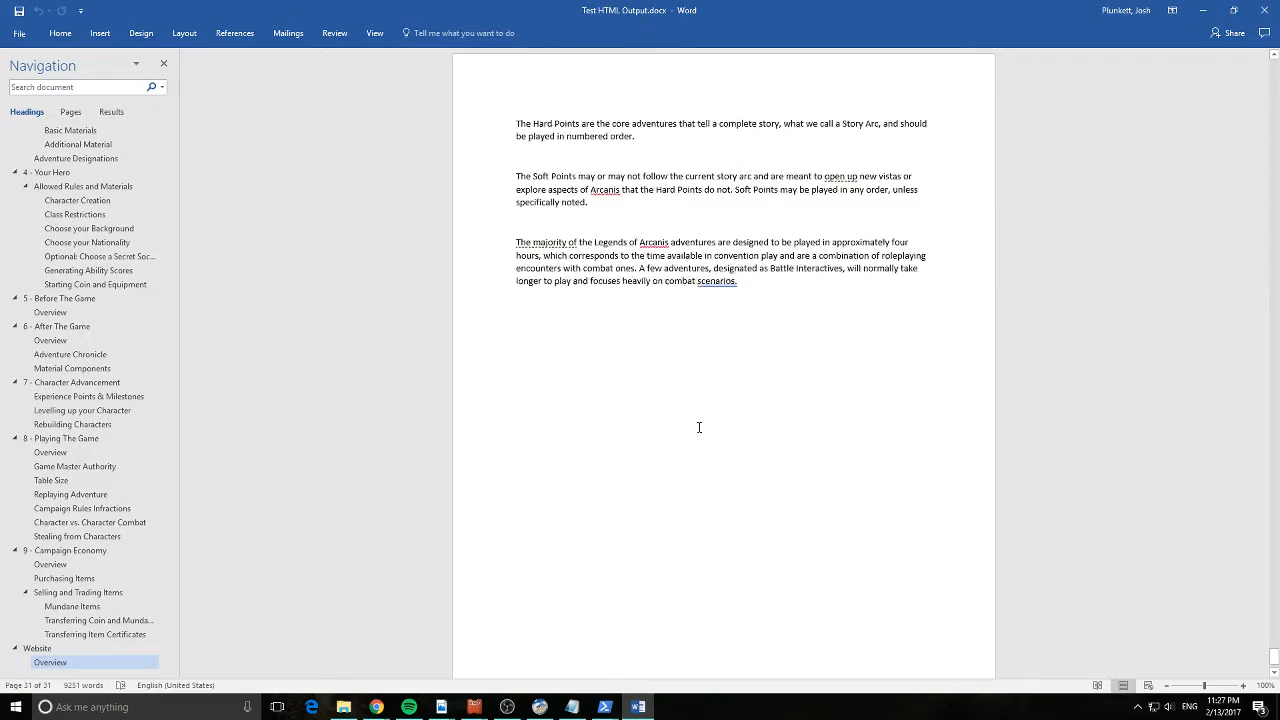 Test HTML Output.docx - Word
Plunkett, Josh
File Home Insert Design Layout References Mailings Review View Tell me what you want to do
Share
Navigation
Search document
Headings Pages Results
Basic Materials
Additional Material
Adventure Designations
4 - Your Hero
Allowed Rules and Materials
Character Creation
Class Restrictions
Choose your Background
Choose your Nationality
Optional: Choose a Secret Soc...
Generating Ability Scores
Starting Coin and Equipment
5 - Before The Game
Overview
6 - After The Game
Overview
Adventure Chronicle
Material Components
7 - Character Advancement
Experience Points & Milestones
Levelling up your Character
Rebuilding Characters
8 - Playing The Game
Overview
Game Master Authority
Table Size
Replaying Adventure
Campaign Rules Infractions
Character vs. Character Combat
Stealing from Characters
9 - Campaign Economy
Overview
Purchasing Items
Selling and Trading Items
Mundane Items
Transferring Coin and Munda...
Transferring Item Certificates
Website
Overview
The Hard Points are the core adventures that tell a complete story, what we call a Story Arc, and should
be played in numbered order.
The Soft Points may or may not follow the current story arc and are meant to open up new vistas or
explore aspects of Arcanis that the Hard Points do not. Soft Points may be played in any order, unless
specifically noted.
The majority of the Legends of Arcanis adventures are designed to be played in approximately four
hours, which corresponds to the time available in convention play and are a combination of roleplaying
encounters with combat ones. A few adventures, designated as Battle Interactives, will normally take
longer to play and focuses heavily on combat scenarios.
Page 31 of 31 9251 words English (United States)
100%
Ask me anything
ENG
11:27 PM
2/13/2017